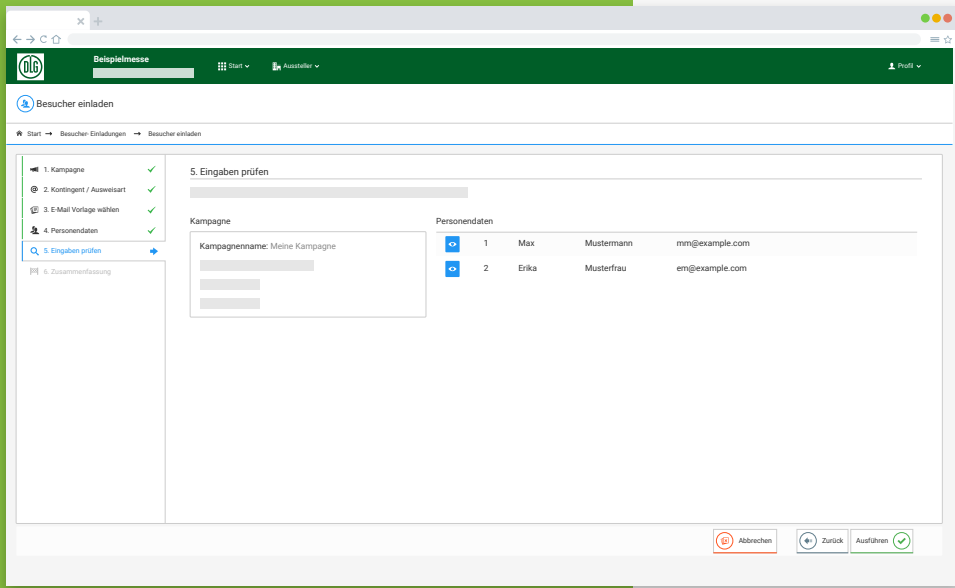 DLG
Beispielmesse
Start
Aussteller
Profil
Besucher einladen
Start → Besucher- Einladungen → Besucher einladen
1. Kampagne
2. Kontingent / Ausweisart
3. E-Mail Vorlage wählen
4. Personendaten
5. Eingaben prüfen
6. Zusammenfassung
5. Eingaben prüfen
Kampagne
Kampagnenname: Meine Kampagne
Personendaten
1 Max Mustermann mm@example.com
2 Erika Musterfrau em@example.com
Abbrechen
Zurück
Ausführen